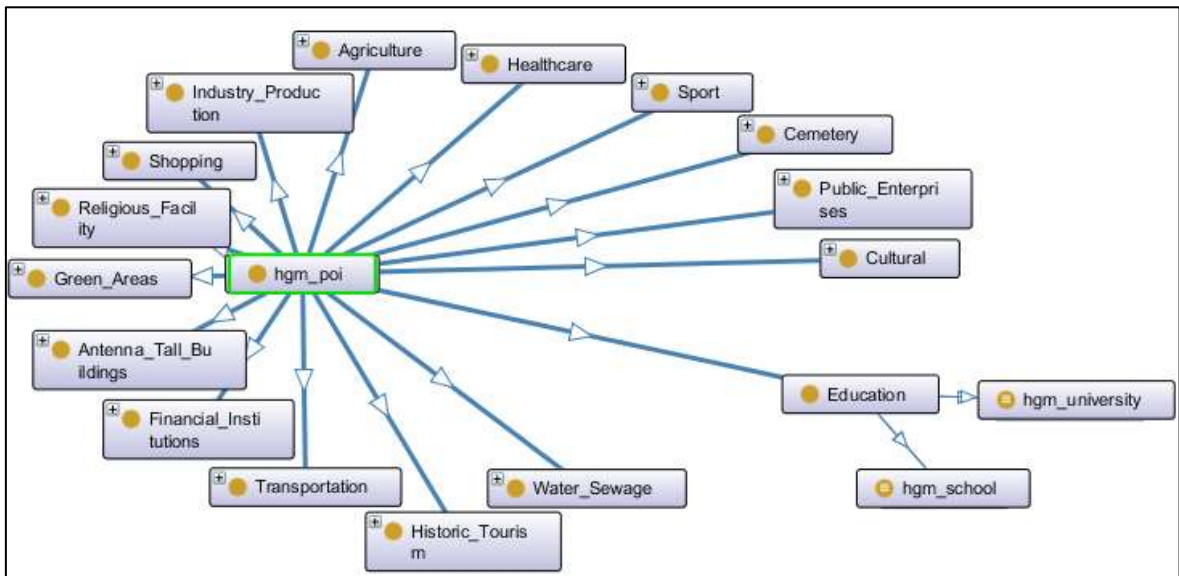 Agriculture
Healthcare
Industry_Produc
tion
Sport
Cemetery
Shopping
Public_Enterpri
ses
Religious_Facil
ity
Cultural
Green_Areas
hgm_poi
Antenna_Tall_Bu
ildings
Education
hgm_university
Financial_Insti
tutions
Transportation
Water_Sewage
hgm_school
Historic_Touris
m